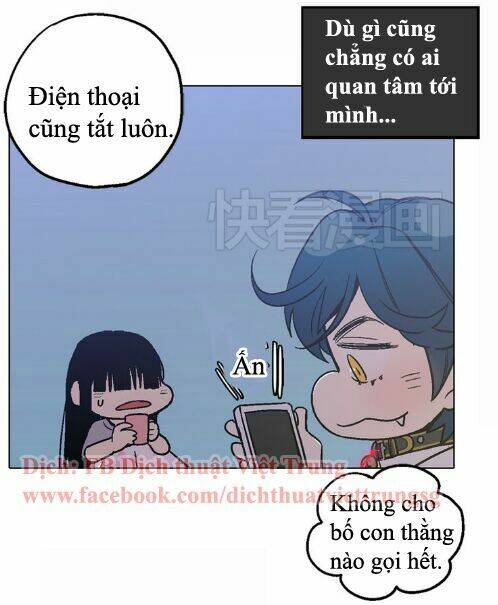 Dù gì cũng
chẳng có ai
quan tâm tới
mình...
Điện thoại
cũng tắt luôn.
快看漫画
Ấn
Dịch: FB Dịch thuật Việt Trung
www.facebook.com/dichthuatviettrungsg
Không cho
bố con thằng
nào gọi hết.